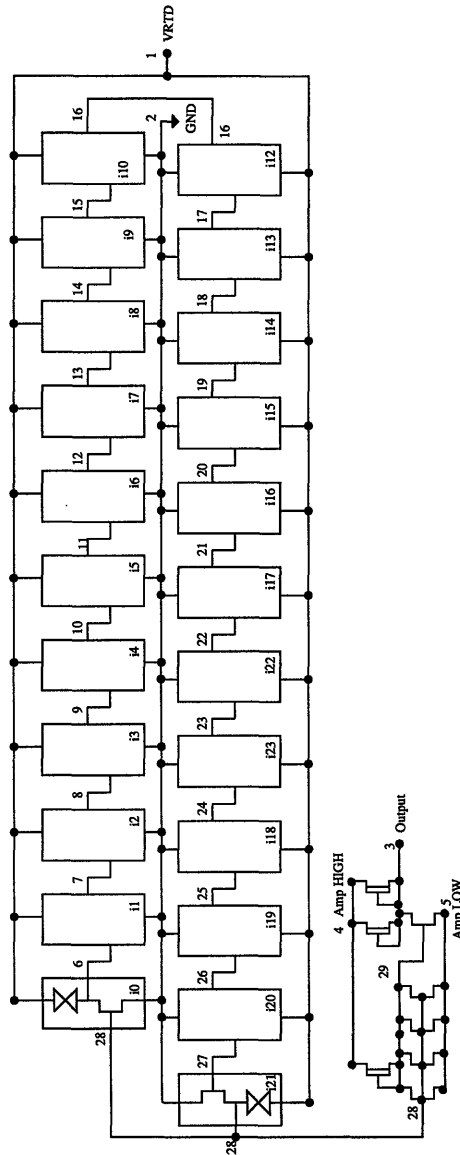 1 VRTD
16
2
GND
16
i10
i12
15
17
i9
i13
14
18
i8
i14
13
19
i7
i15
12
20
i6
i16
11
21
i5
i17
10
22
i4
i22
9
23
i3
i23
8
24
i2
i18
7
25
i1
i19
6
26
i0
i20
28
27
i21
28
4 Amp HIGH
3 Output
29
5
Amp LOW
28